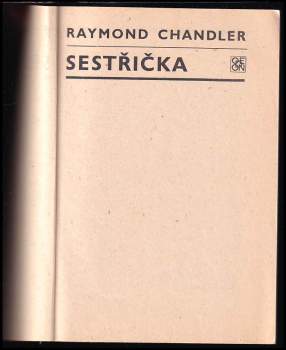 RAYMOND CHANDLER
SESTŘIČKA
ODEON